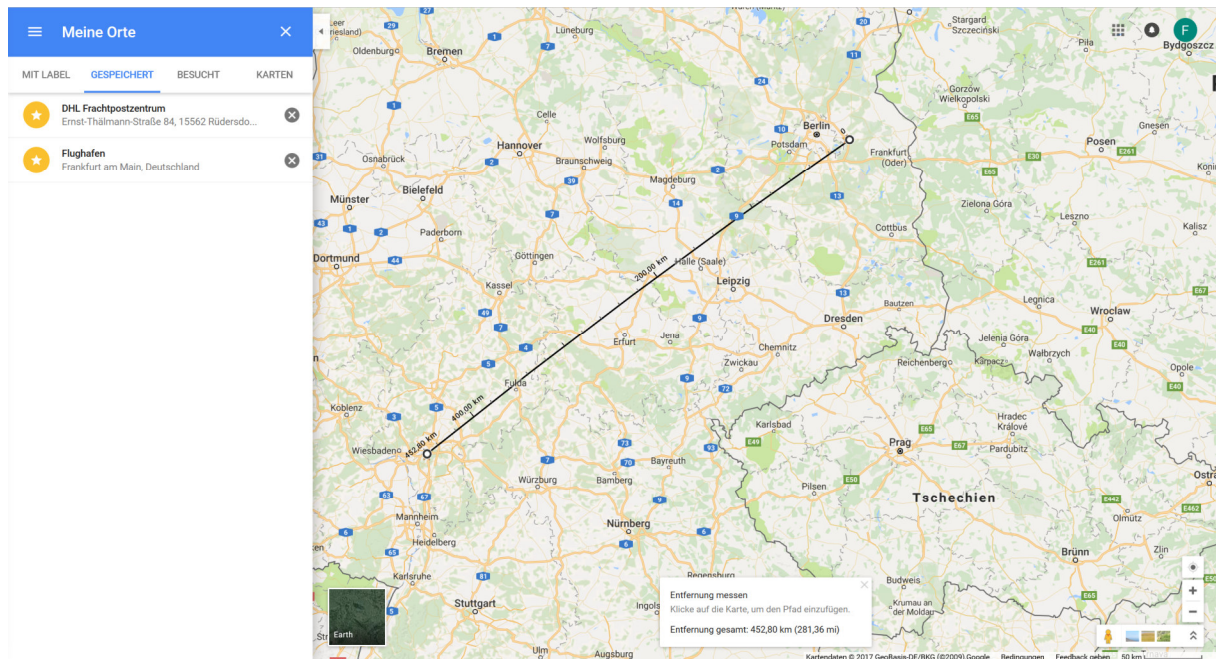 Meine Orte
MIT LABEL GESPEICHERT BESUCHT KARTEN
DHL Frachtpostzentrum
Ernst-Thälmann-Straße 84, 15562 Rüdersdo...
Flughafen
Frankfurt am Main, Deutschland
F
Lüneburg
Stargard
Szczeciński
Piła
Bydgoszcz
Oldenburg
Bremen
Celle
Gorzów
Wielkopolski
Gnesen
Berlin
Potsdam
0
Posen
Frankfurt
(Oder)
Hannover
Wolfsburg
Braunschweig
Osnabrück
Magdeburg
Bielefeld
Münster
Zielona Góra
Leszno
Kalisz
Paderborn
Cottbus
Göttingen
Dortmund
200,00 km
Halle (Saale)
Leipzig
Kassel
Bautzen
Legnica
Wroclaw
Dresden
Erfurt
Jena
Chemnitz
Jelenia Góra
Wałbrzych
Zwickau
Reichenberg
Karpacz
Opole
Fulda
Koblenz
400,00 km
Hradec
Králové
Karlsbad
452,80 km
Wiesbaden
Prag
Pardubitz
Bayreuth
Würzburg
Bamberg
Pilsen
Tschechien
Mannheim
Olmütz
Nürnberg
Heidelberg
Brünn
Zlin
Karlsruhe
Regensburg
Budweis
Krumau an
der Moldau
Stuttgart
Earth
Ulm
Augsburg
Entfernung messen
Klicke auf die Karte, um den Pfad einzufügen.
Entfernung gesamt: 452,80 km (281,36 mi)
Kartendaten © 2017 GeoBasis-DE/BKG (©2009) Google Bedingungen Feedback geben 50 km